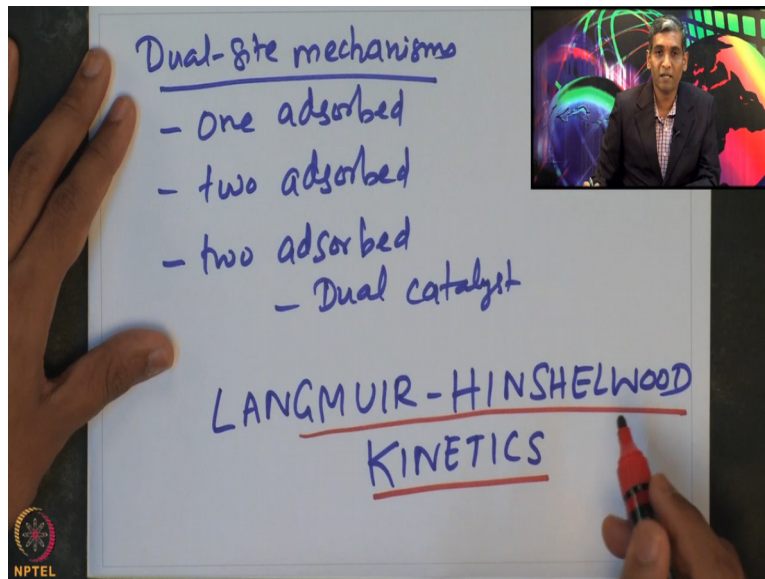 Dual-site mechanisms
- One adsorbed
- two adsorbed
- two adsorbed
- Dual catalyst
LANGMUIR-HINSHELWOOD
KINETICS
NPTEL